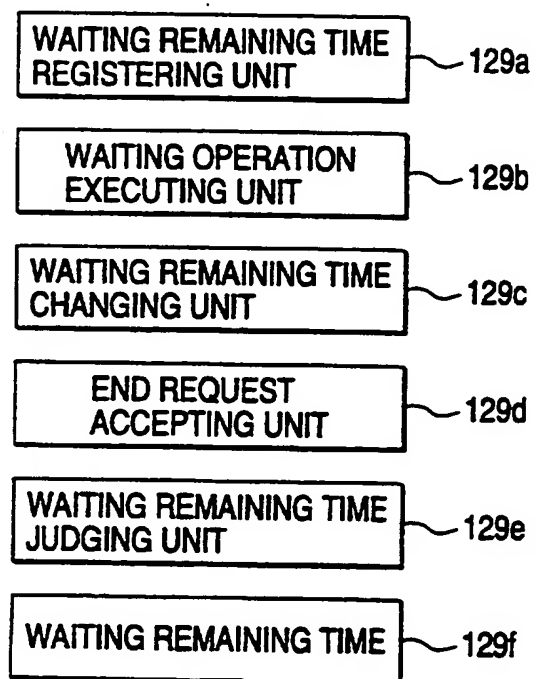 WAITING REMAINING TIME
REGISTERING UNIT
129a
WAITING OPERATION
EXECUTING UNIT
129b
WAITING REMAINING TIME
CHANGING UNIT
129c
END REQUEST
ACCEPTING UNIT
129d
WAITING REMAINING TIME
JUDGING UNIT
129e
WAITING REMAINING TIME
129f